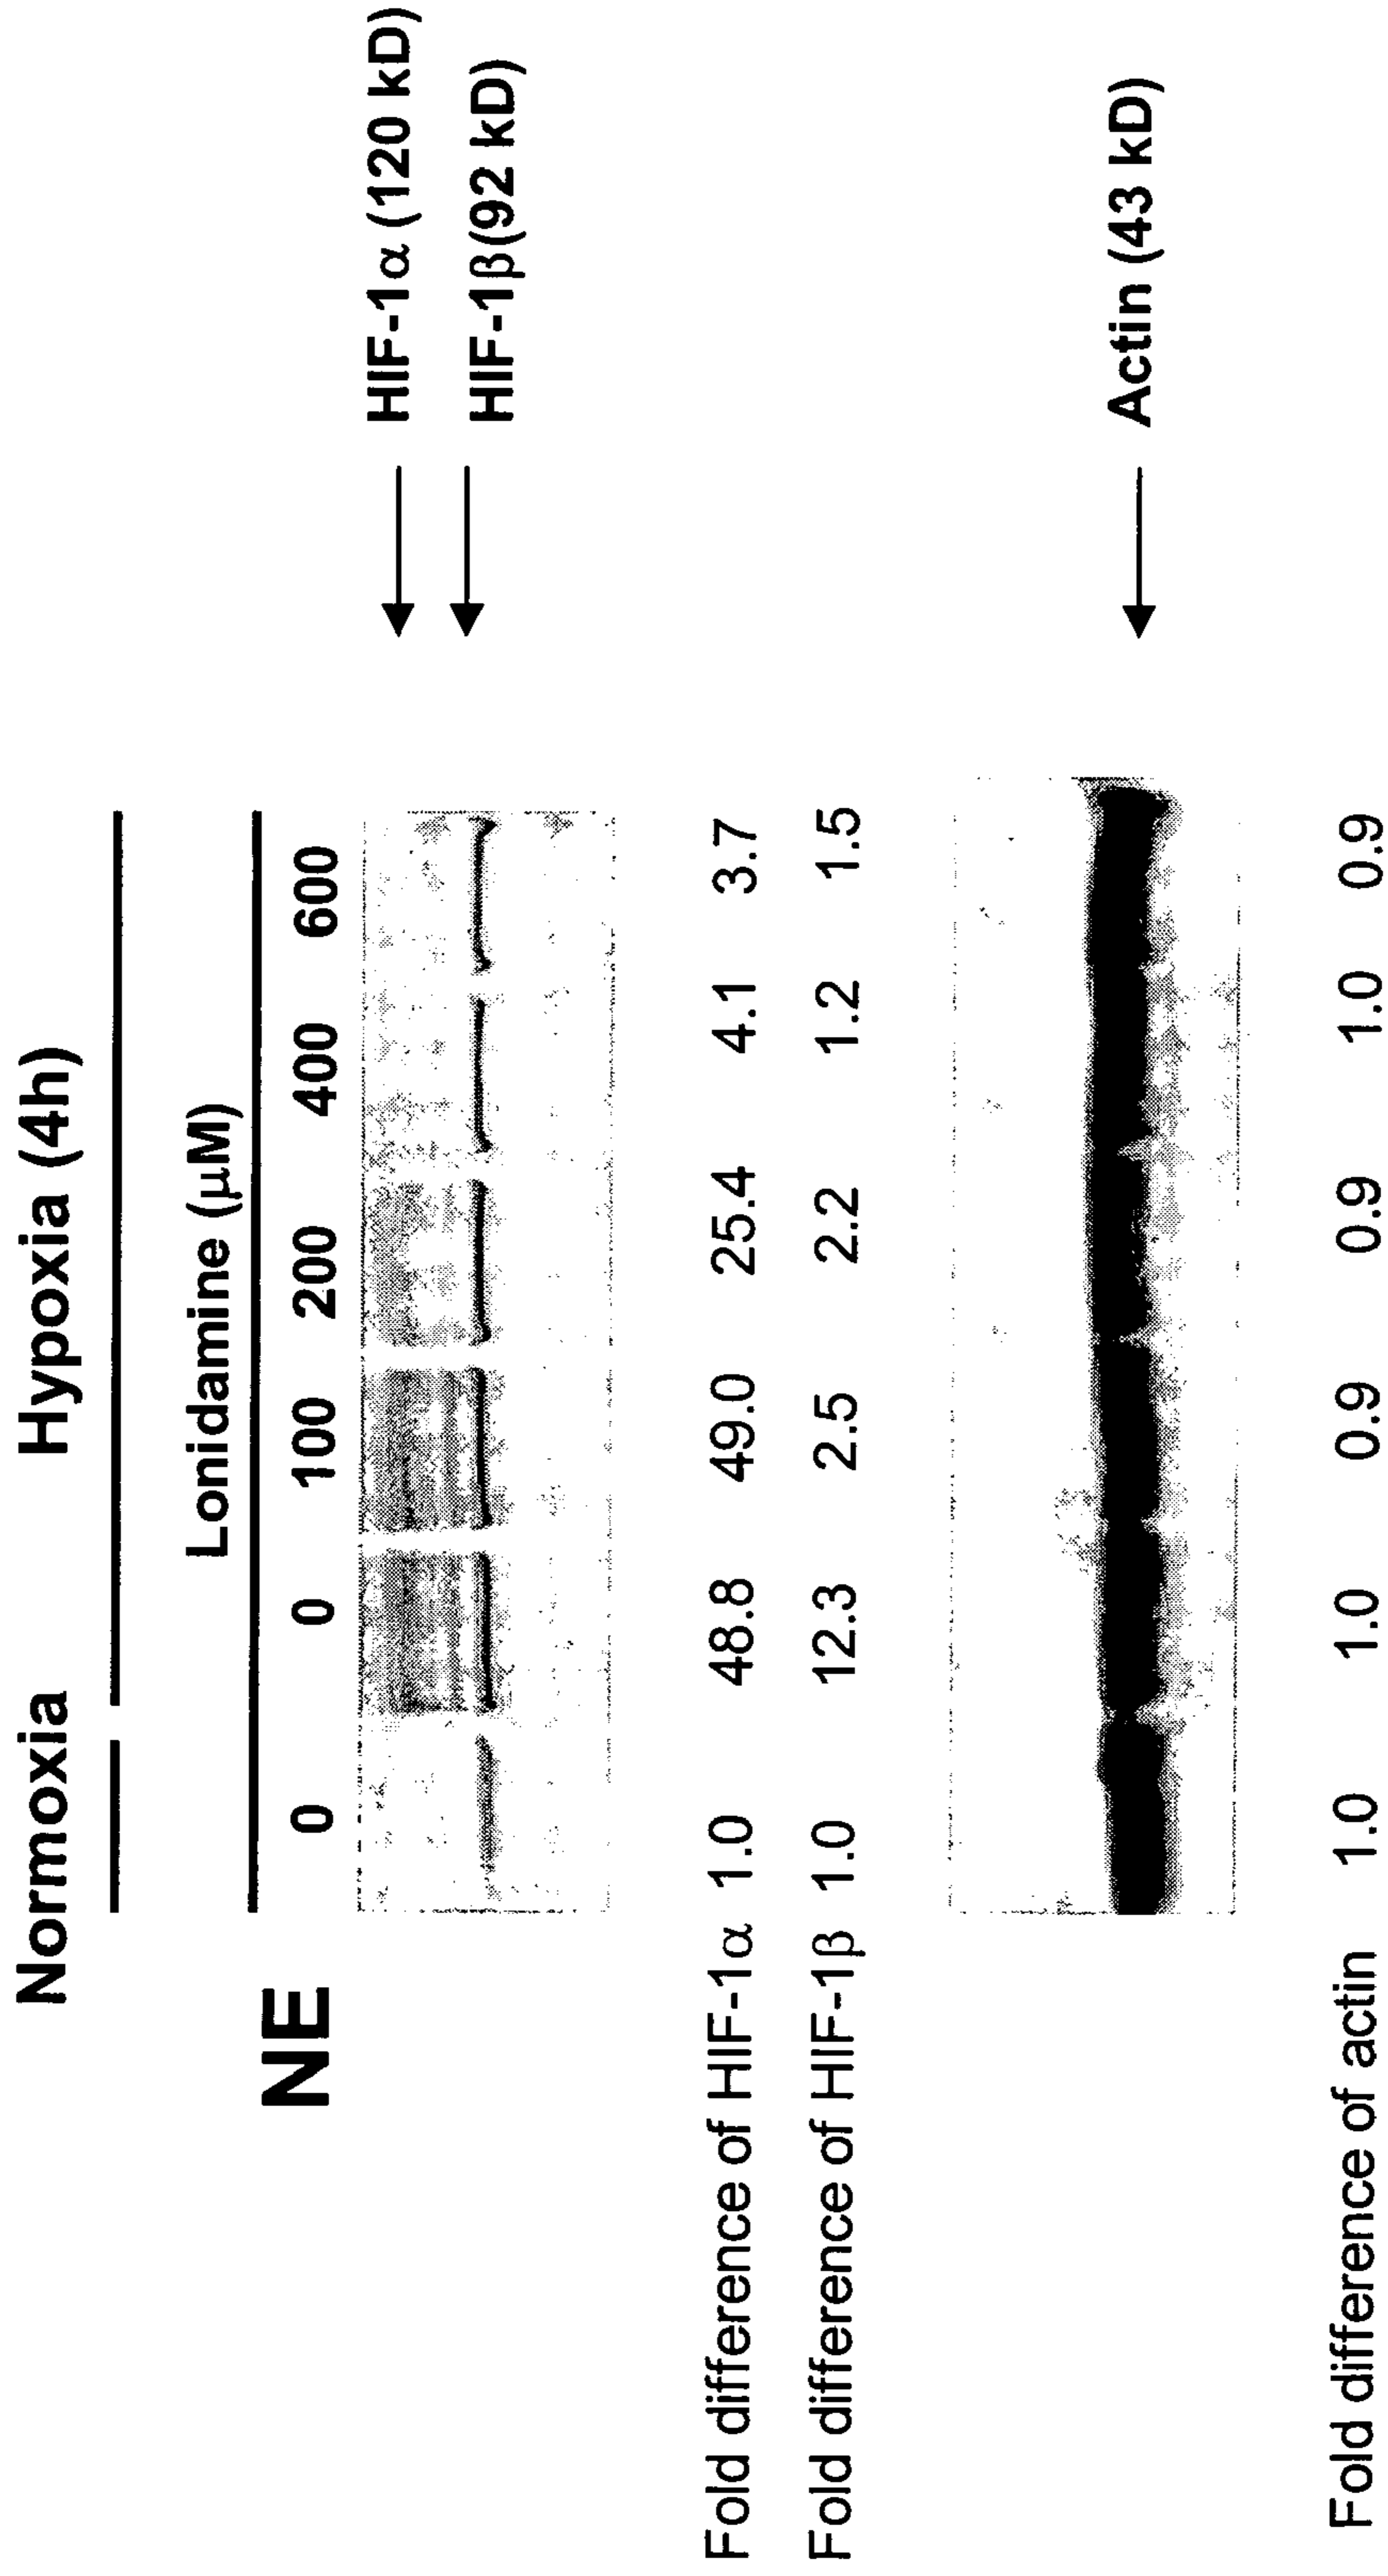 Normoxia Hypoxia (4h)
Lonidamine (μM)
NE 0 0 100 200 400 600
HIF-1α (120 kD)
HIF-1β(92 kD)
Fold difference of HIF-1α 1.0 48.8 49.0 25.4 4.1 3.7
Fold difference of HIF-1β 1.0 12.3 2.5 2.2 1.2 1.5
Actin (43 kD)
Fold difference of actin 1.0 1.0 0.9 0.9 1.0 0.9